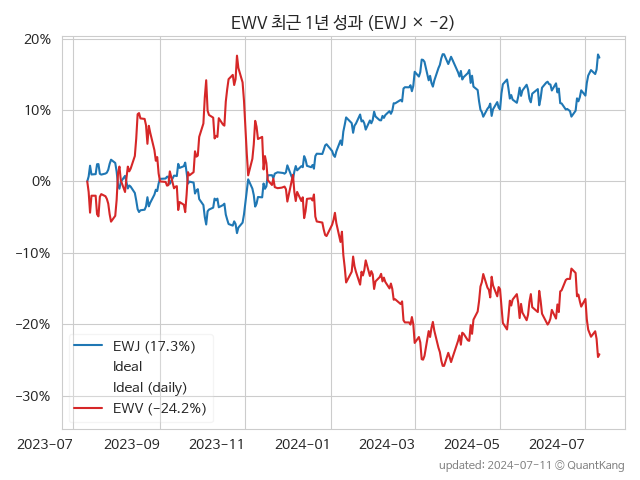 EWV 최근 1년 성과 (EWJ × −2)
20%
10%
0%
−10%
−20%
−30%
EWJ (17.3%)
Ideal
Ideal (daily)
EWV (−24.2%)
2023-07
2023-09
2023-11
2024-01
2024-03
2024-05
2024-07
updated: 2024-07-11 © QuantKang